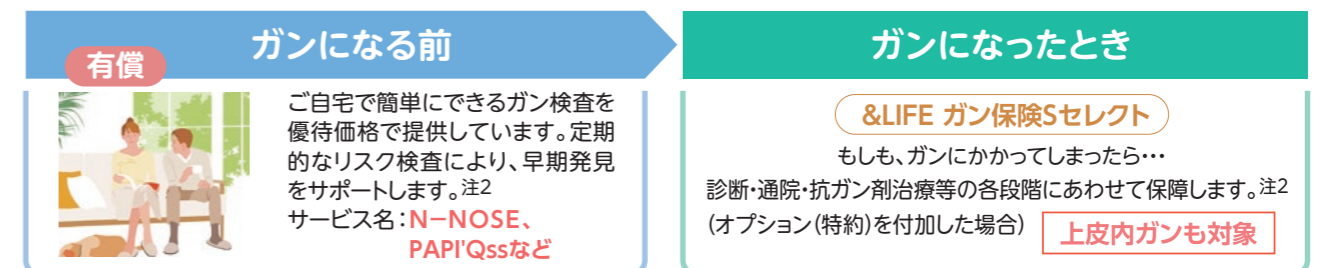 ガンになる前
有償
ご自宅で簡単にできるガン検査を
優待価格で提供しています。定期
的なリスク検査により、早期発見
をサポートします。注2
サービス名:N-NOSE、
PAPI'Qssなど
ガンになったとき
&LIFE ガン保険Sセレクト
もしも、ガンにかかってしまったら…
診断・通院・抗ガン剤治療等の各段階にあわせて保障します。注2
(オプション(特約)を付加した場合)
上皮内ガンも対象